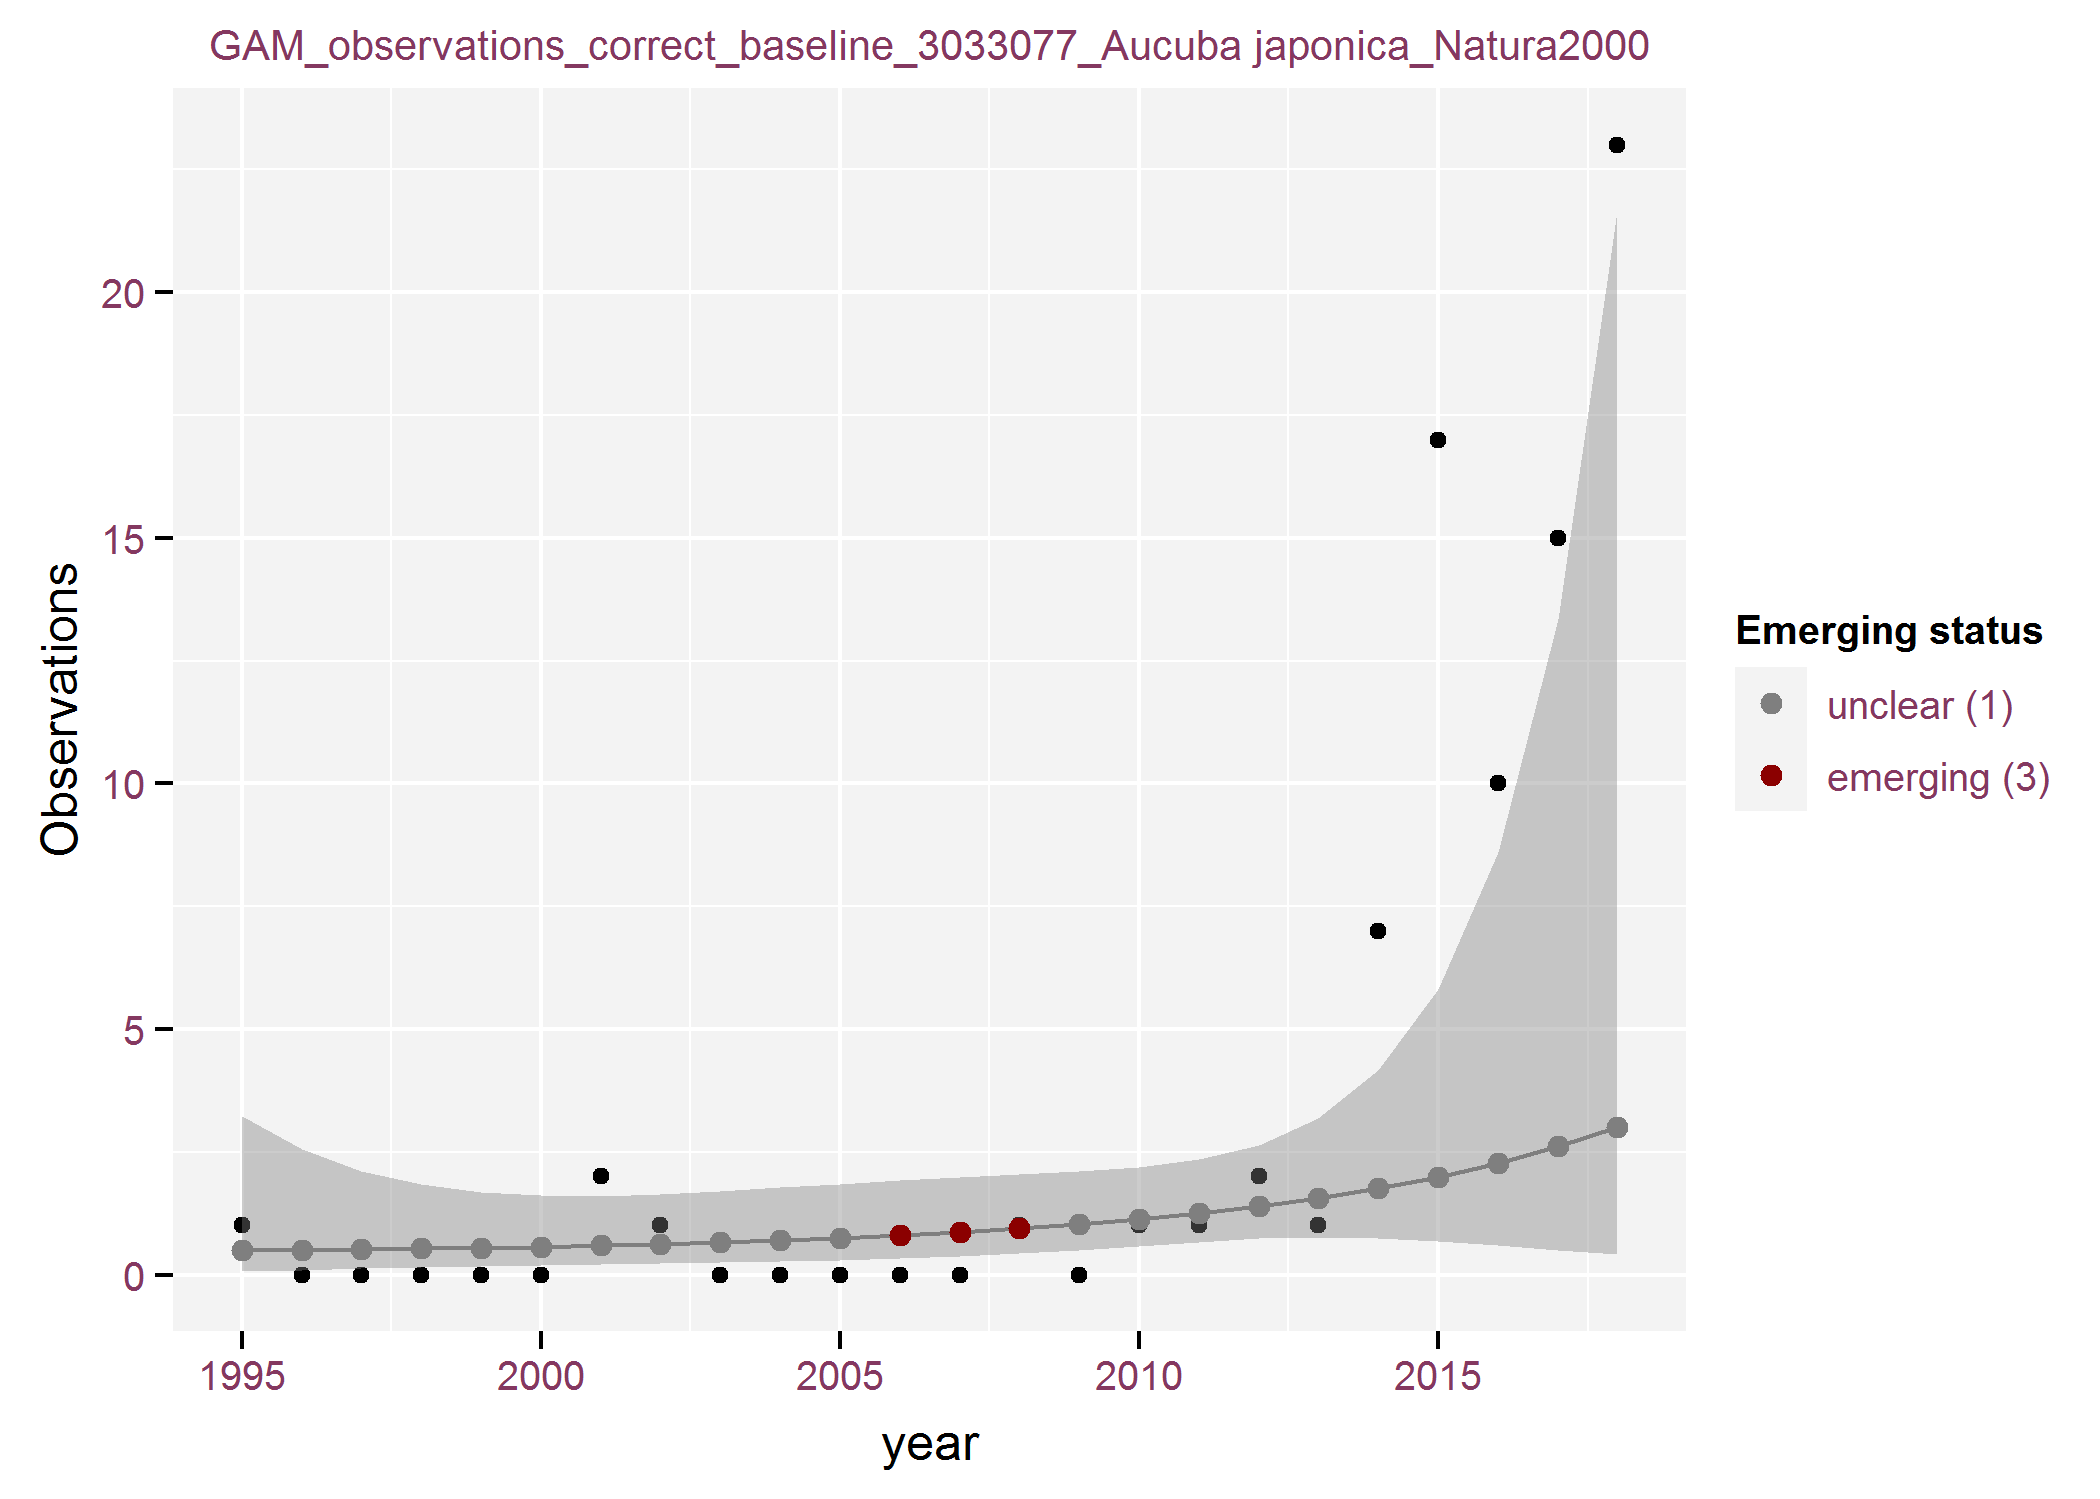 GAM_observations_correct_baseline_3033077_Aucuba japonica_Natura2000
Observations
20
15
10
5
0
1995 2000 2005 2010 2015
year
Emerging status
unclear (1)
emerging (3)